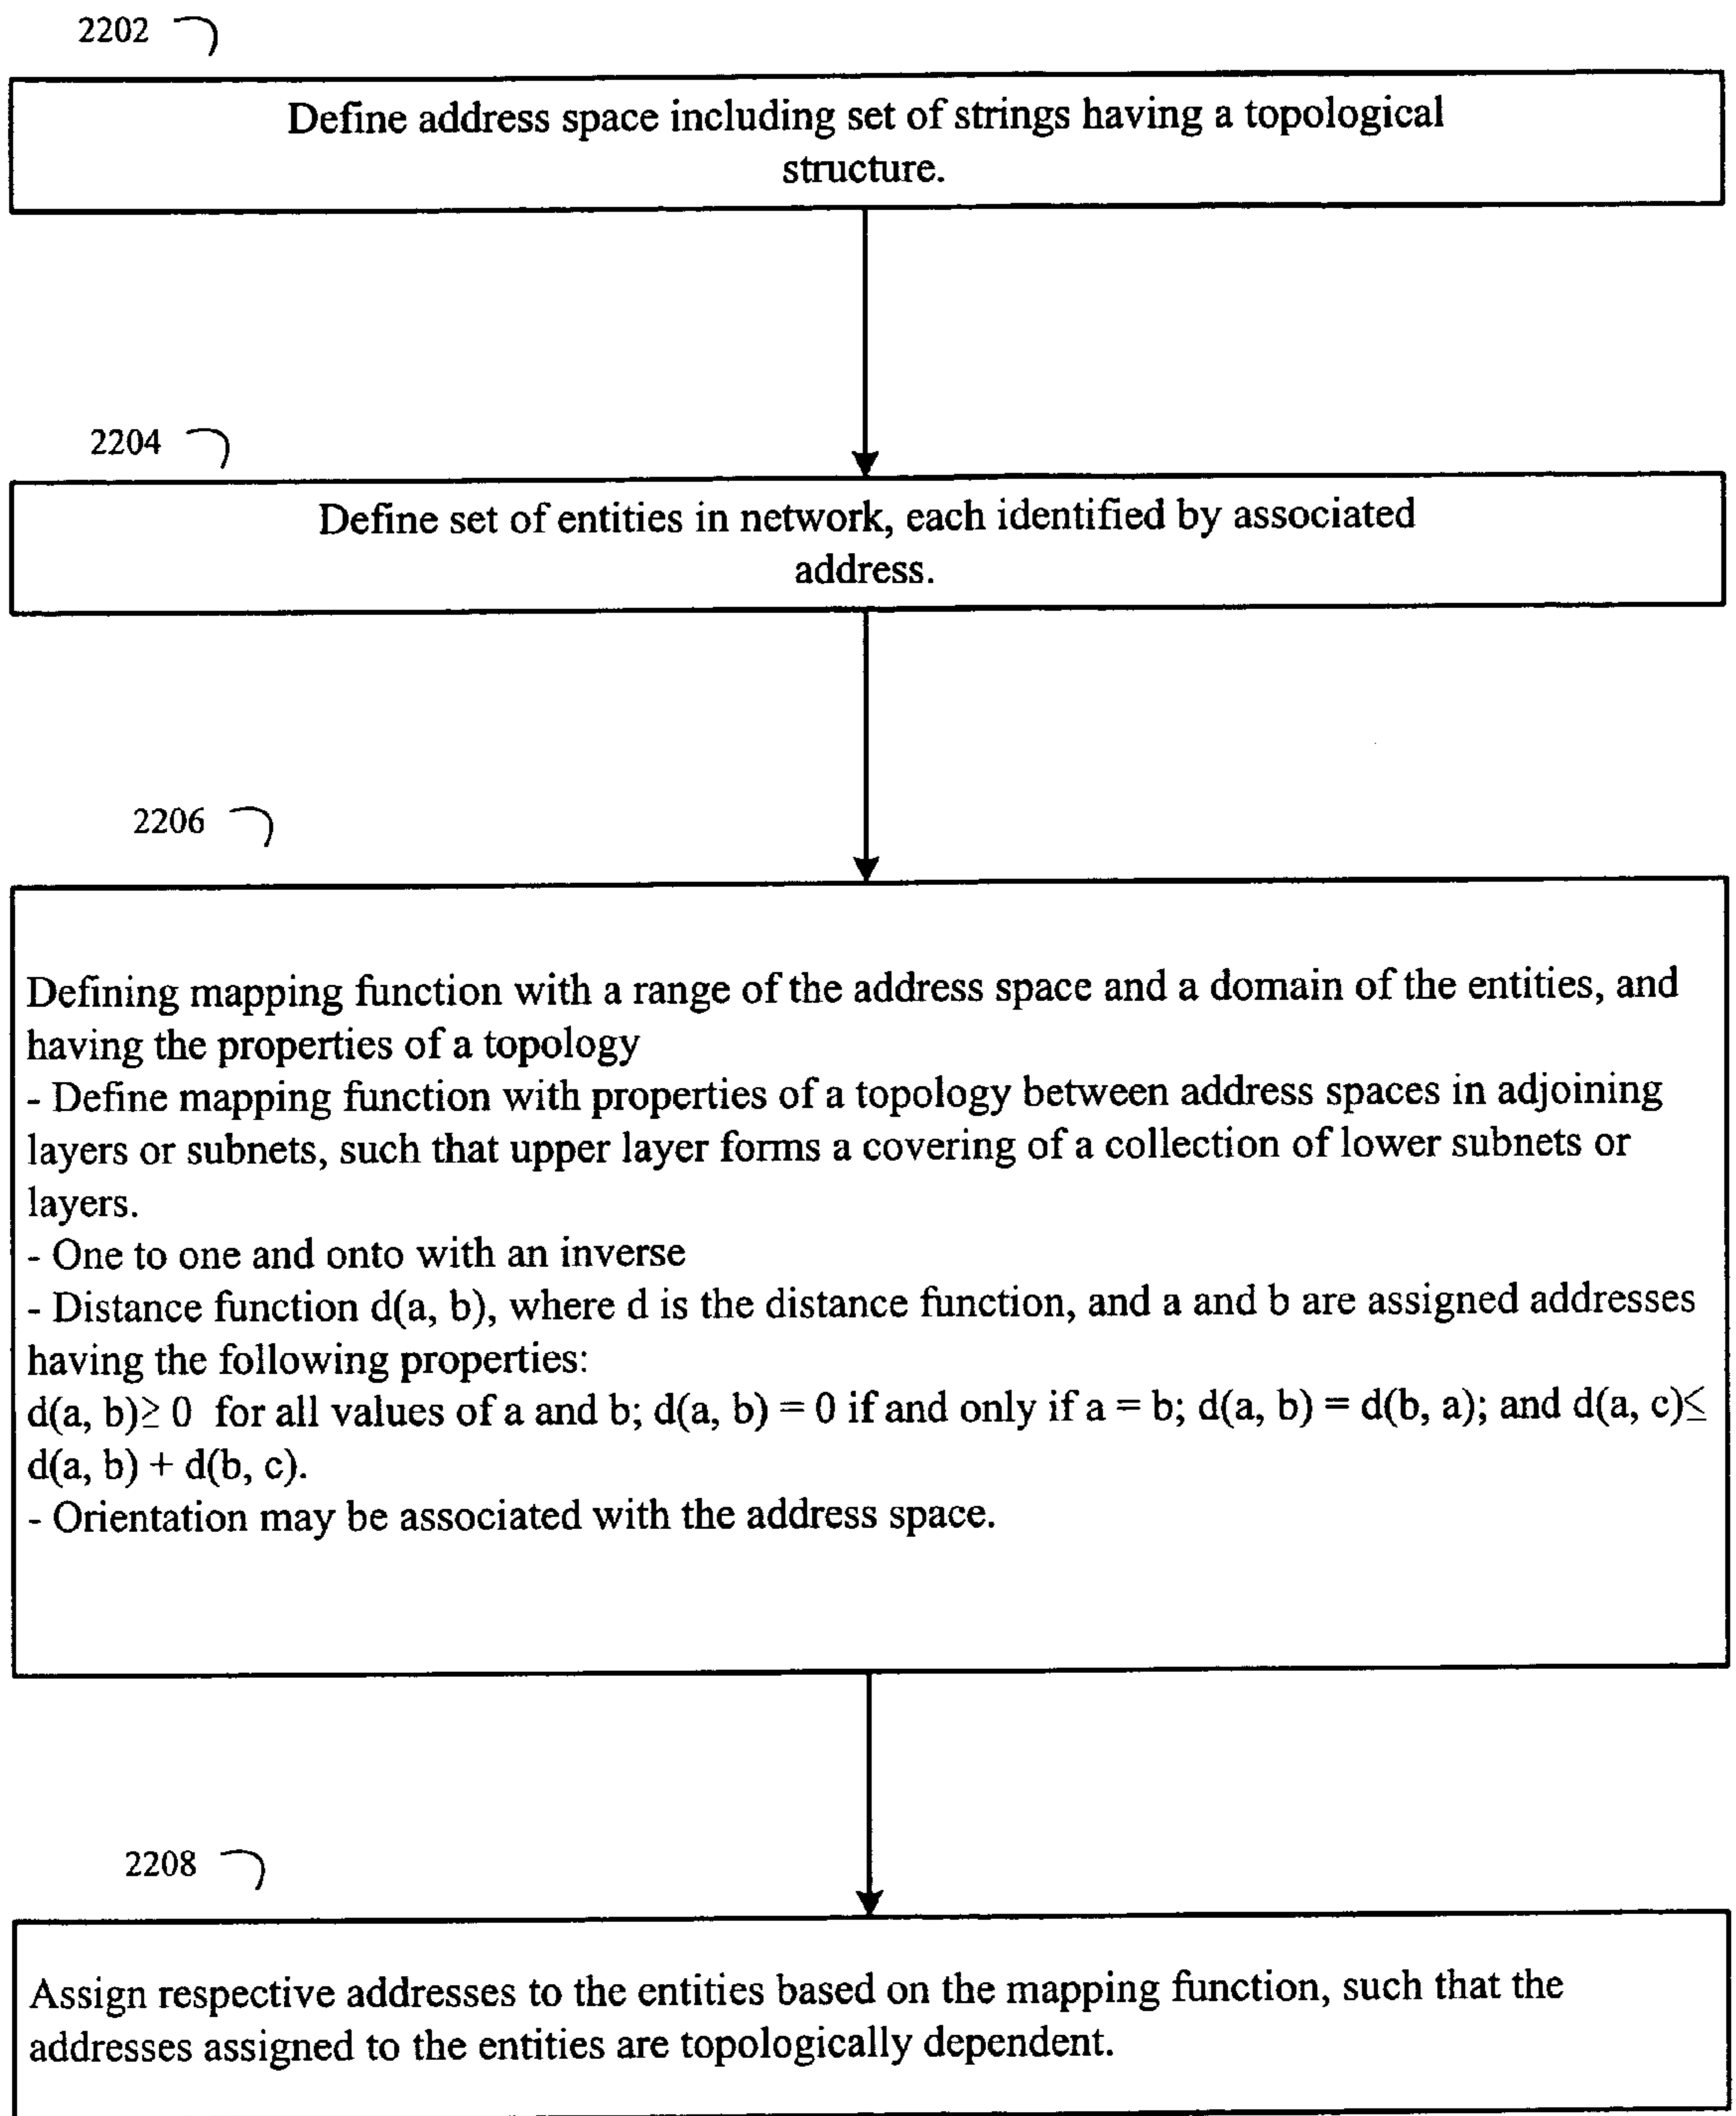 2202
Define address space including set of strings having a topological
structure.
2204
Define set of entities in network, each identified by associated
address.
2206
Defining mapping function with a range of the address space and a domain of the entities, and
having the properties of a topology
- Define mapping function with properties of a topology between address spaces in adjoining
layers or subnets, such that upper layer forms a covering of a collection of lower subnets or
layers.
- One to one and onto with an inverse
- Distance function d(a, b), where d is the distance function, and a and b are assigned addresses
having the following properties:
d(a, b)≥ 0 for all values of a and b; d(a, b) = 0 if and only if a = b; d(a, b) = d(b, a); and d(a, c)≤
d(a, b) + d(b, c).
- Orientation may be associated with the address space.
2208
Assign respective addresses to the entities based on the mapping function, such that the
addresses assigned to the entities are topologically dependent.